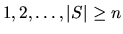 1, 2, . . . , |S| ≥ n